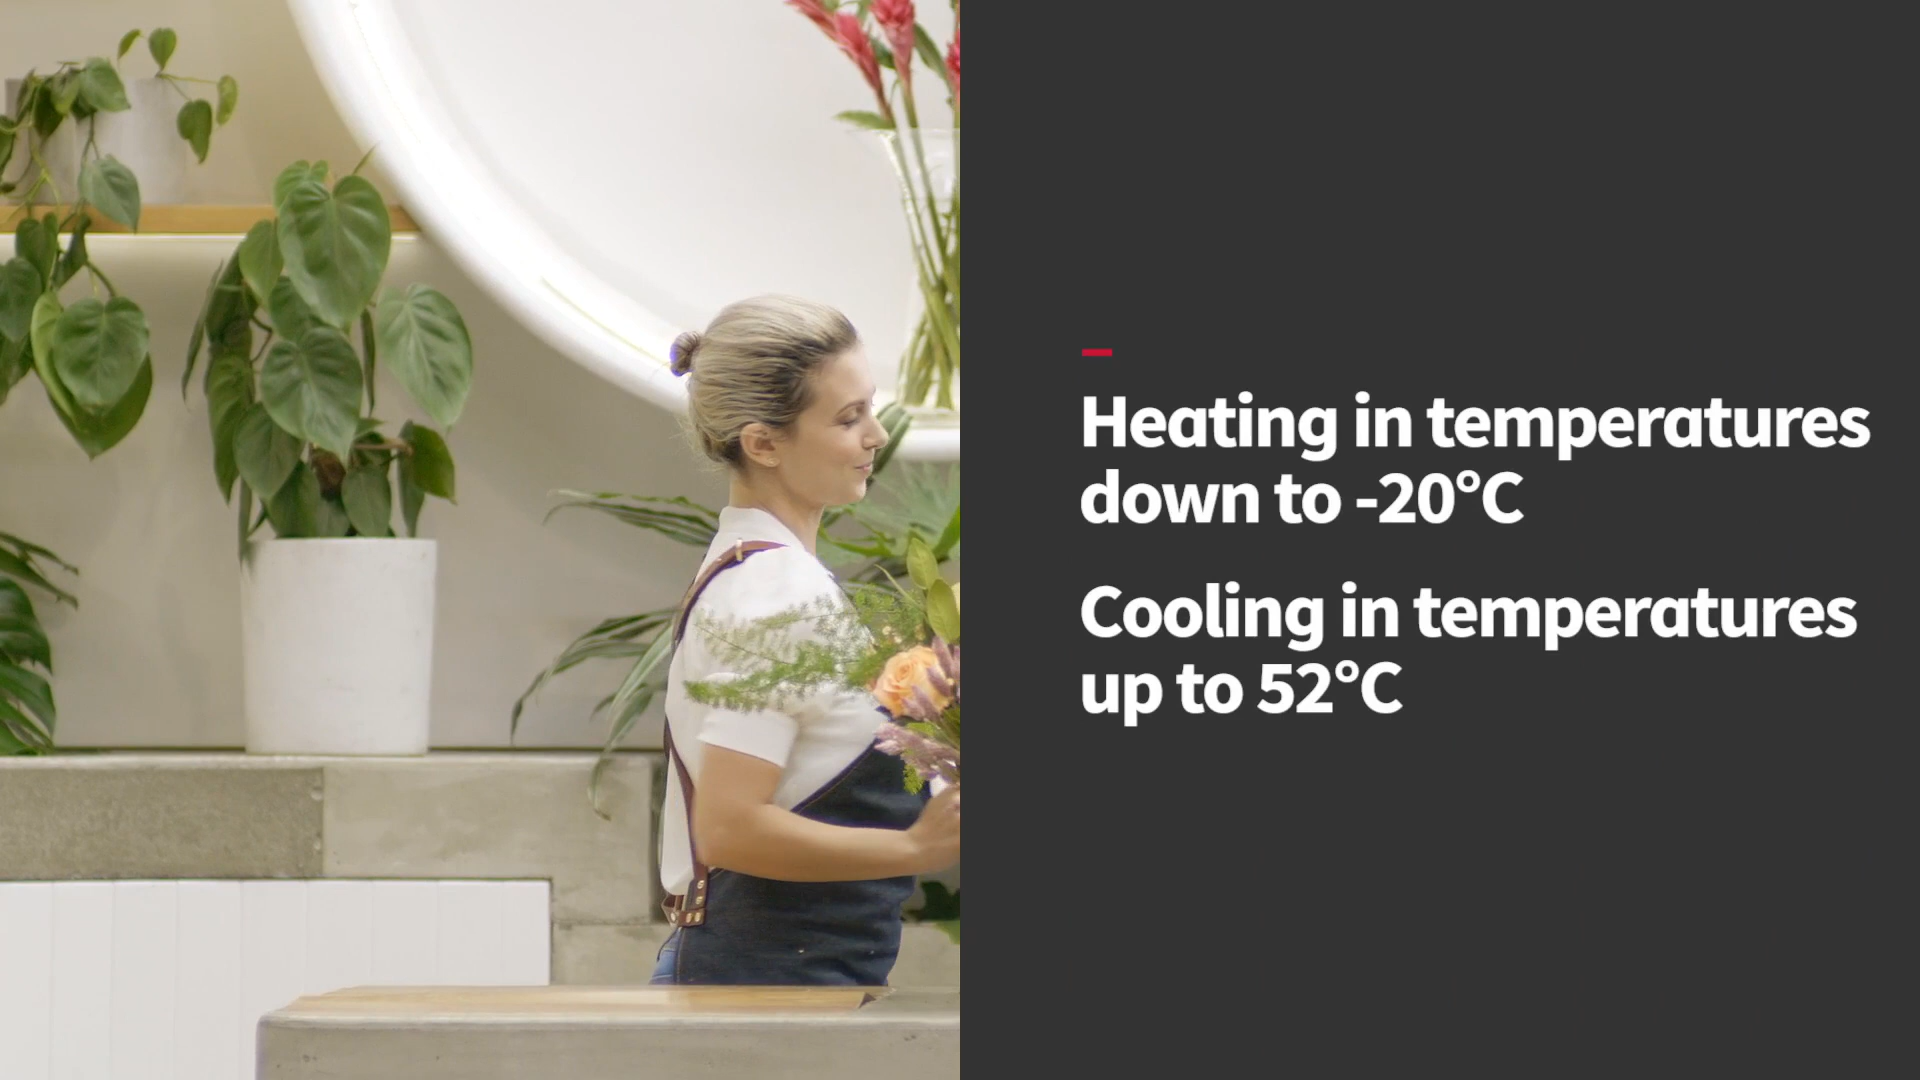 Heating in temperatures
down to -20°C
Cooling in temperatures
up to 52°C